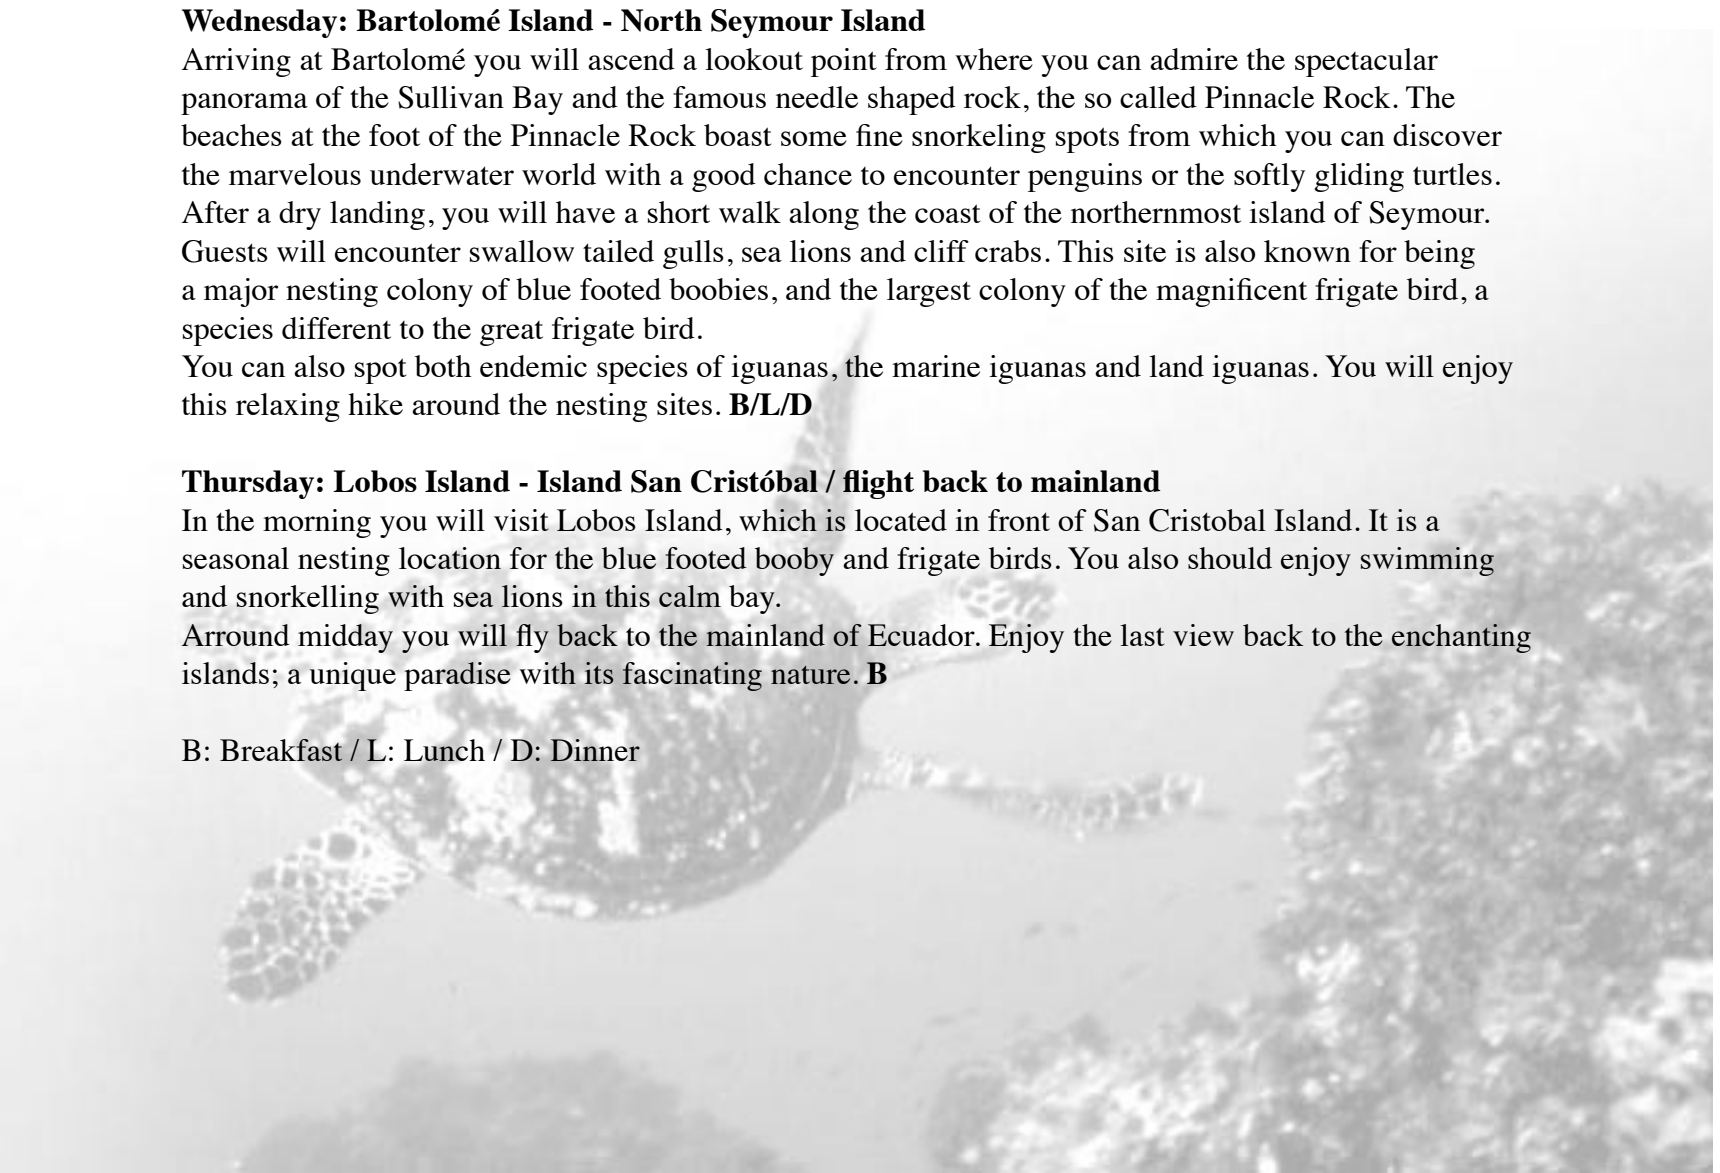 Wednesday: Bartolomé Island - North Seymour Island
Arriving at Bartolomé you will ascend a lookout point from where you can admire the spectacular
panorama of the Sullivan Bay and the famous needle shaped rock, the so called Pinnacle Rock. The
beaches at the foot of the Pinnacle Rock boast some fine snorkeling spots from which you can discover
the marvelous underwater world with a good chance to encounter penguins or the softly gliding turtles.
After a dry landing, you will have a short walk along the coast of the northernmost island of Seymour.
Guests will encounter swallow tailed gulls, sea lions and cliff crabs. This site is also known for being
a major nesting colony of blue footed boobies, and the largest colony of the magnificent frigate bird, a
species different to the great frigate bird.
You can also spot both endemic species of iguanas, the marine iguanas and land iguanas. You will enjoy
this relaxing hike around the nesting sites. B/L/D
Thursday: Lobos Island - Island San Cristóbal / flight back to mainland
In the morning you will visit Lobos Island, which is located in front of San Cristobal Island. It is a
seasonal nesting location for the blue footed booby and frigate birds. You also should enjoy swimming
and snorkelling with sea lions in this calm bay.
Arround midday you will fly back to the mainland of Ecuador. Enjoy the last view back to the enchanting
islands; a unique paradise with its fascinating nature. B
B: Breakfast / L: Lunch / D: Dinner